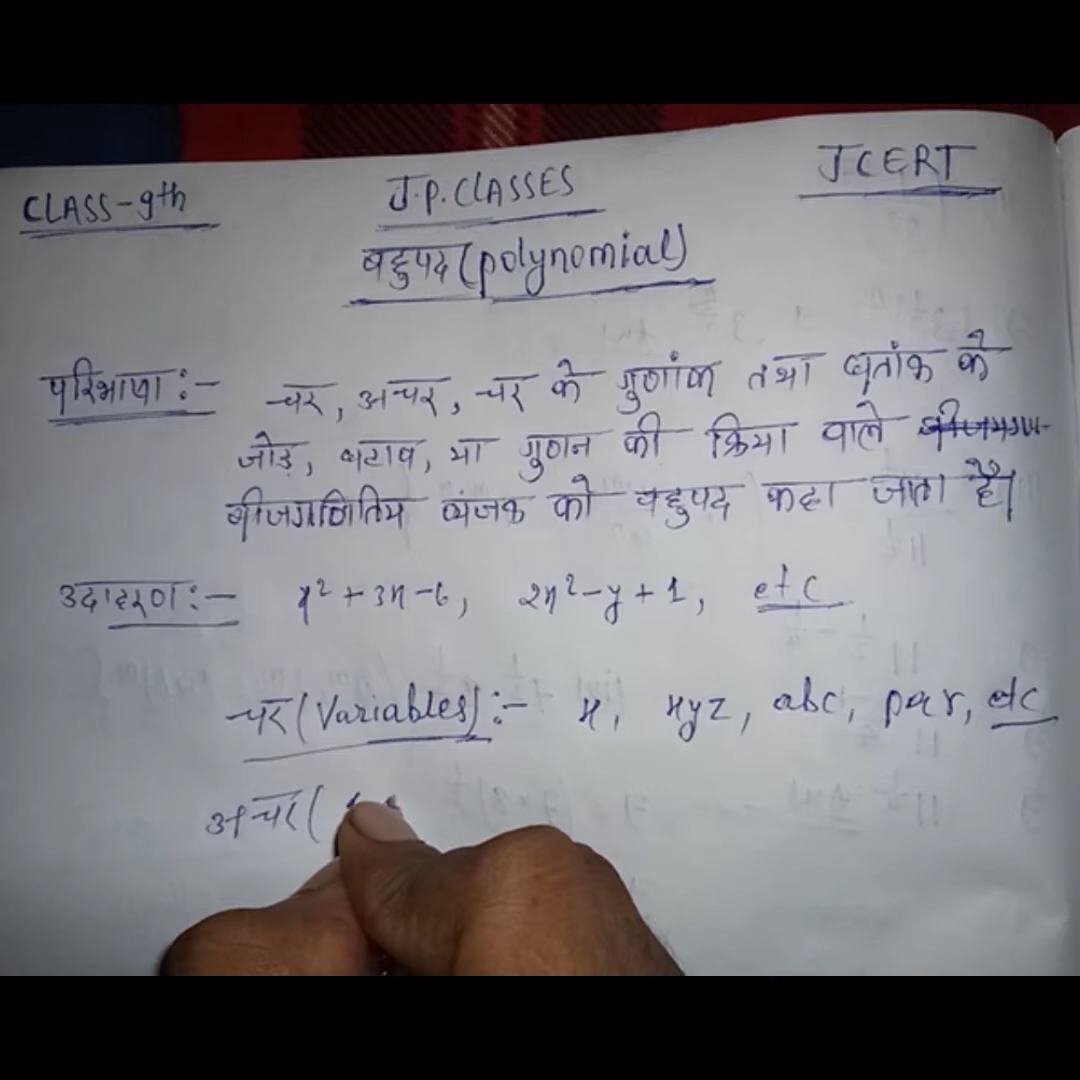 CLASS-9th
J.P.CLASSES
JCERT
बहुपद (polynomial)
परिभाषा :- चर, अचर, चर के गुणांक तथा घतांक के
जोड़, घटाव, या गुणन की क्रिया वाले
बीजगणितिय व्यंजक को बहुपद कहा जाता है।
उदाहरण :- x² + 3x - 6, 2x² - y + 1, etc
चर (Variables) :- x, xyz, abc, pqr, etc
अचर (